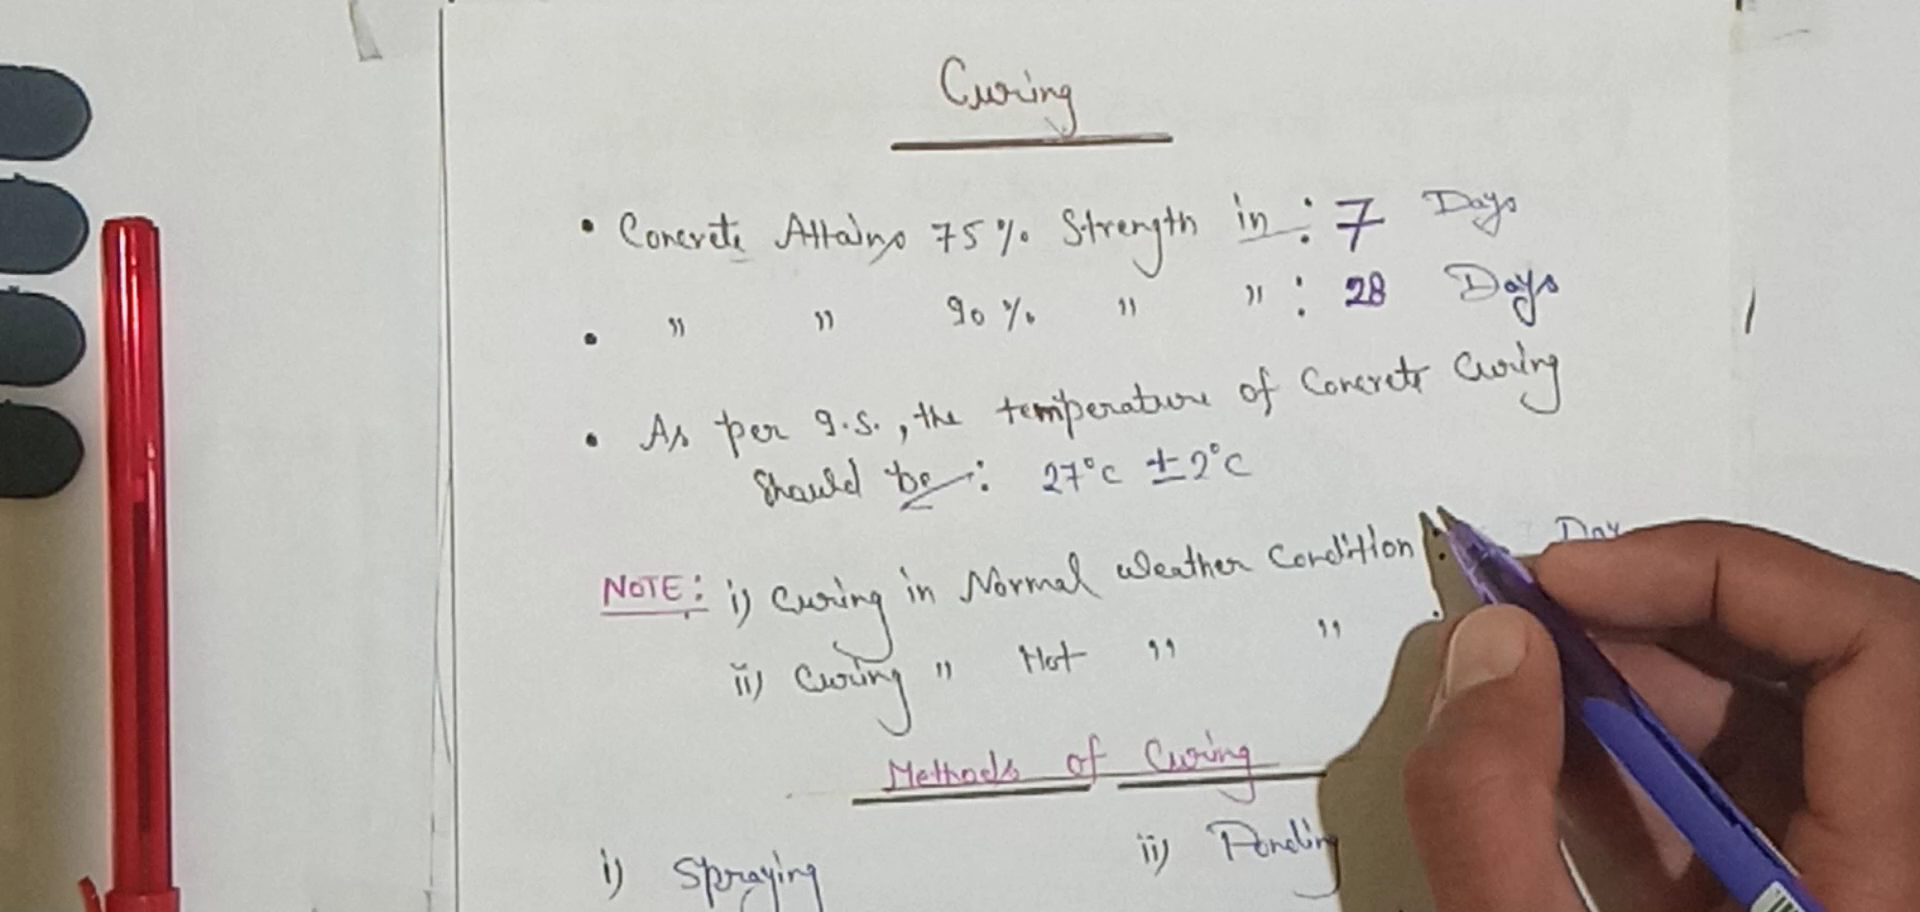 Curing
• Concrete Attains 75% Strength in : 7 Days
• " " 90% " " : 28 Days
• As per I.S., the temperature of Concrete Curing
Should be : 27°C ± 2°C
NOTE: i) Curing in Normal Weather Condition :
ii) Curing " Hot " "
Methods of Curing
i) Spraying ii) Ponding